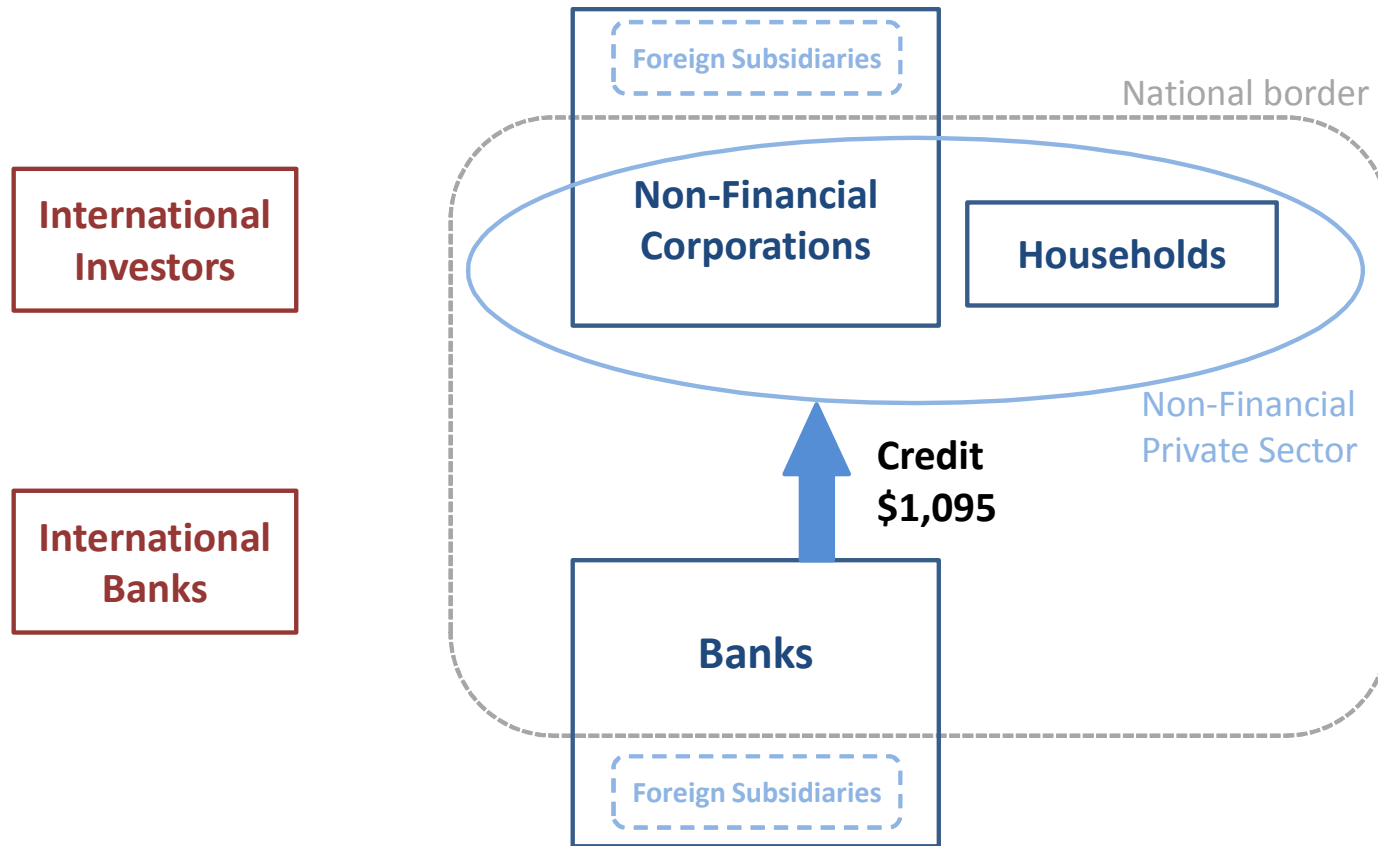 Foreign Subsidiaries
National border
International
Investors
Non-Financial
Corporations
Households
Non-Financial
Private Sector
Credit
$1,095
International
Banks
Banks
Foreign Subsidiaries